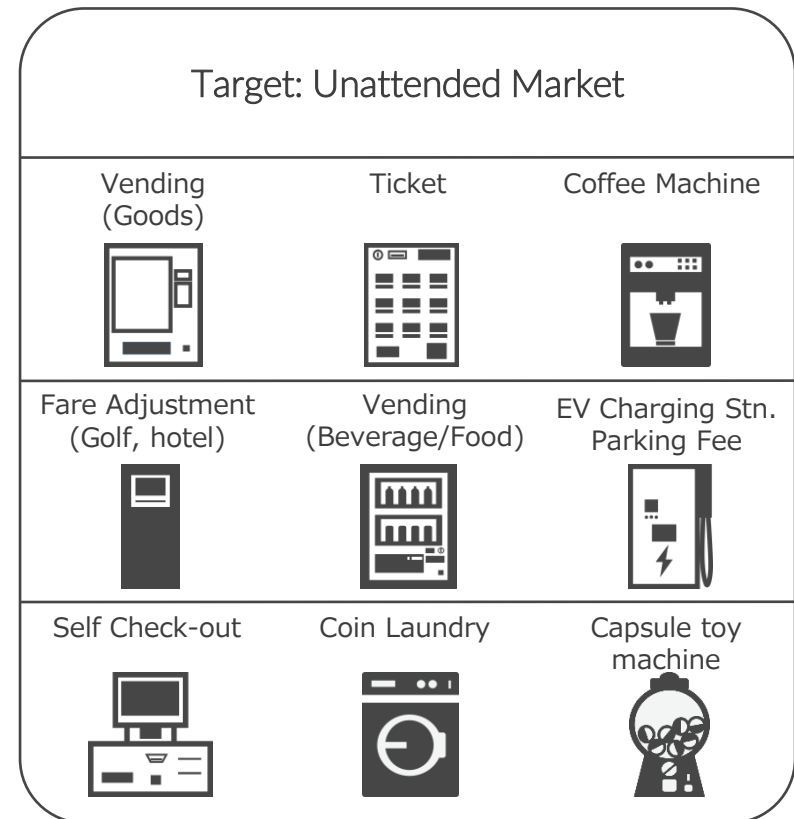 Target: Unattended Market
Vending
(Goods)
Ticket
Coffee Machine
Fare Adjustment
(Golf, hotel)
Vending
(Beverage/Food)
EV Charging Stn.
Parking Fee
Self Check-out
Coin Laundry
Capsule toy
machine